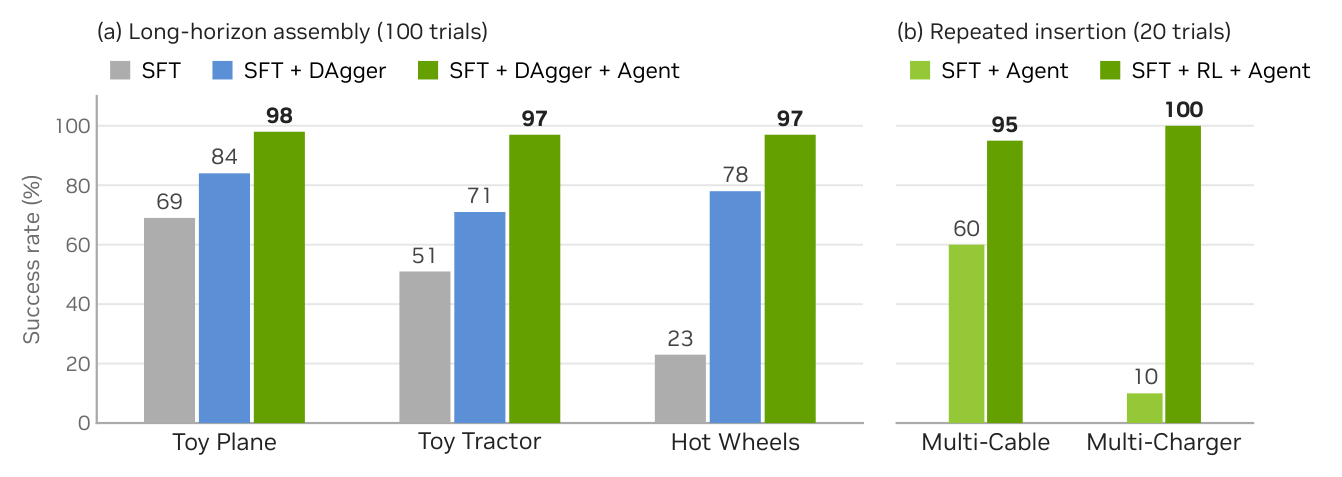 (a) Long-horizon assembly (100 trials)
SFT
SFT + DAgger
SFT + DAgger + Agent
Success rate (%)
100
80
60
40
20
0
69
84
98
51
71
97
23
78
97
Toy Plane
Toy Tractor
Hot Wheels
(b) Repeated insertion (20 trials)
SFT + Agent
SFT + RL + Agent
60
95
10
100
Multi-Cable
Multi-Charger